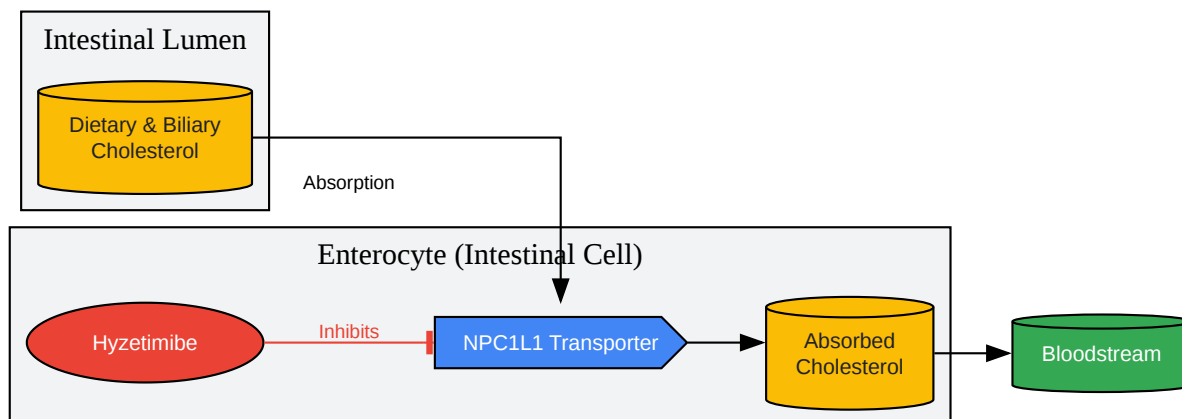 Intestinal Lumen
Dietary & Biliary
Cholesterol
Absorption
Enterocyte (Intestinal Cell)
Hyzetimibe
Inhibits
NPC1L1 Transporter
Absorbed
Cholesterol
Bloodstream